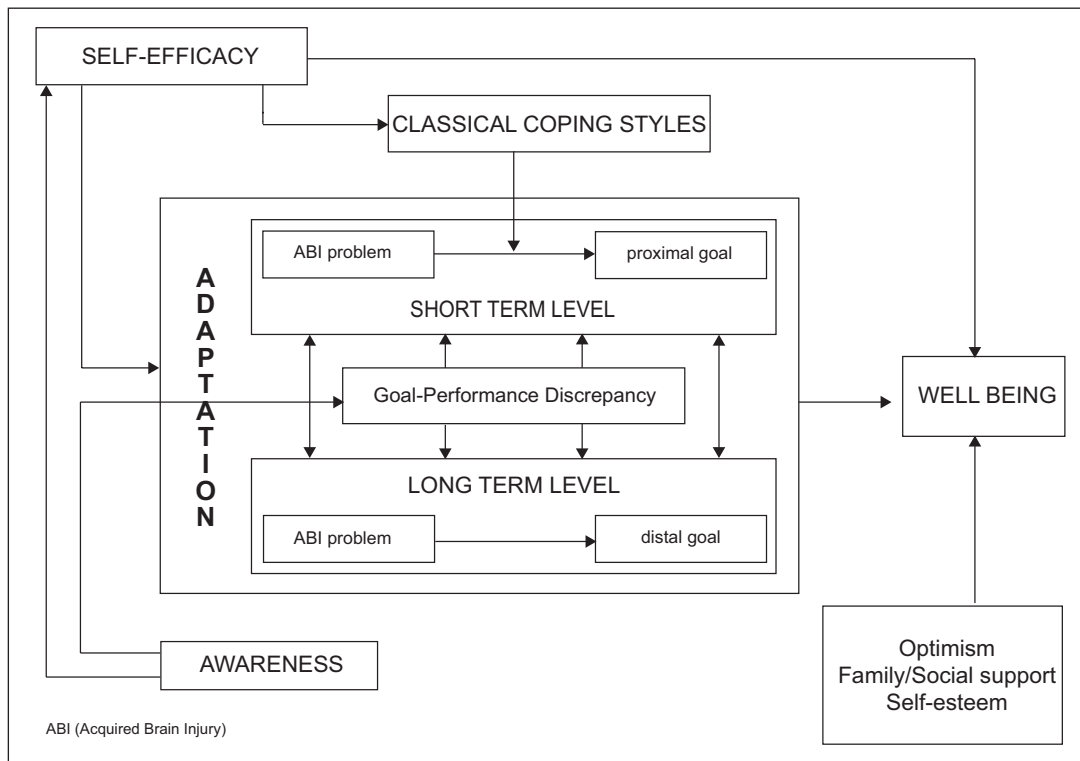 SELF-EFFICACY
CLASSICAL COPING STYLES
ADAPTATION
ABI problem
proximal goal
SHORT TERM LEVEL
Goal-Performance Discrepancy
WELL BEING
LONG TERM LEVEL
ABI problem
distal goal
AWARENESS
Optimism
Family/Social support
Self-esteem
ABI (Acquired Brain Injury)